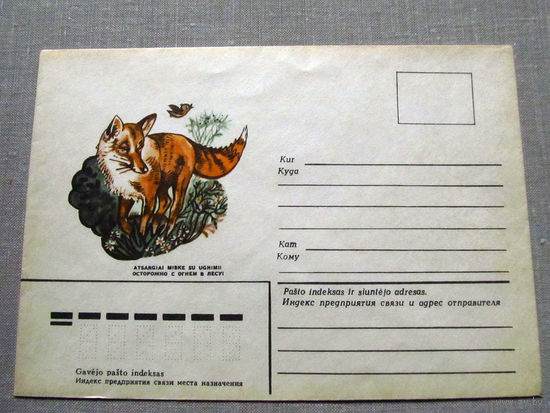 ATSARGIAI MIŠKE SU UGNIMI!
ОСТОРОЖНО С ОГНЕМ В ЛЕСУ!
Kur
Куда
Kam
Кому
Pašto indeksas ir siuntėjo adresas.
Индекс предприятия связи и адрес отправителя
Gavėjo pašto indeksas
Индекс предприятия связи места назначения